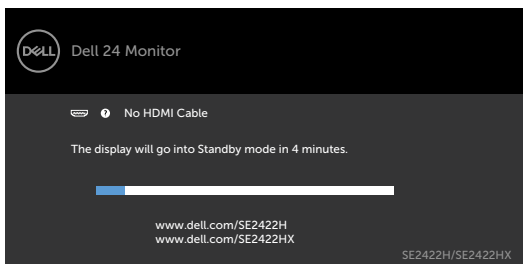 DELL
Dell 24 Monitor
? No HDMI Cable
The display will go into Standby mode in 4 minutes.
www.dell.com/SE2422H
www.dell.com/SE2422HX
SE2422H/SE2422HX